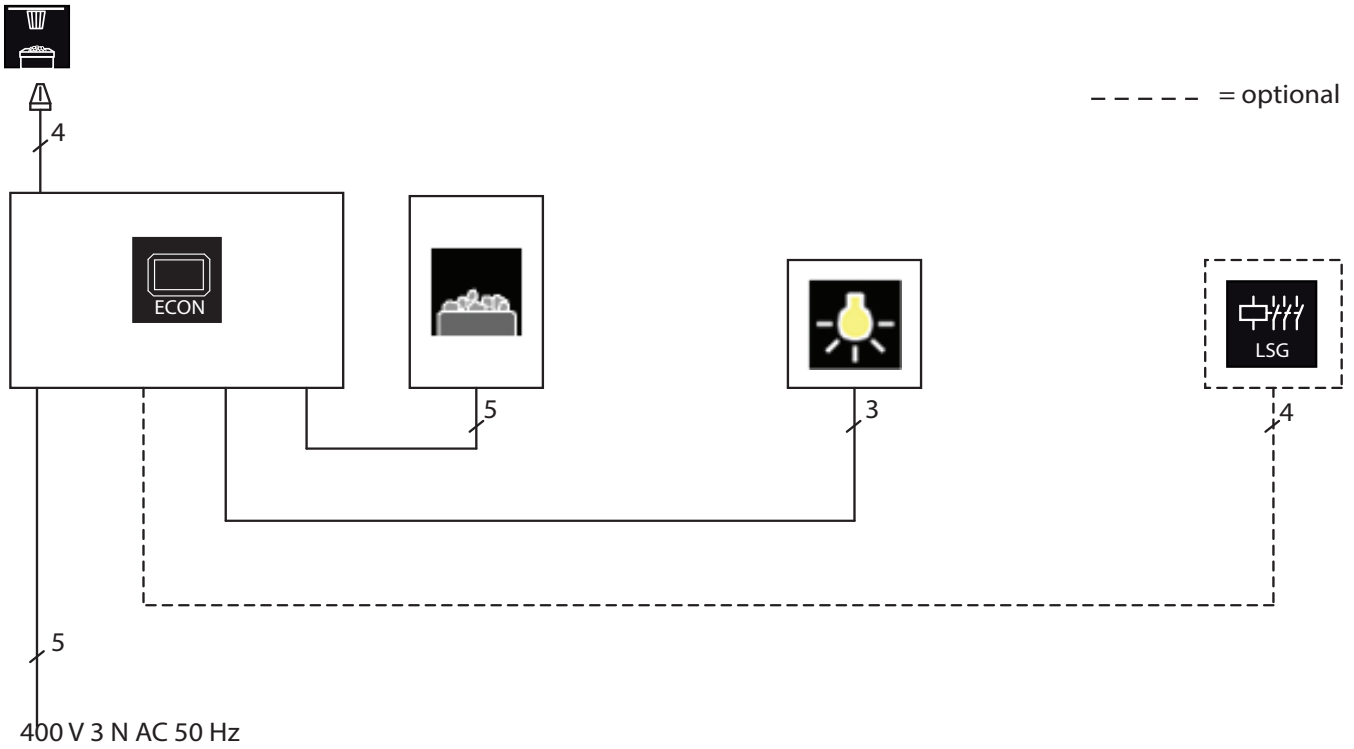 – – – – – = optional
4
ECON
LSG
5
3
4
5
400 V 3 N AC 50 Hz